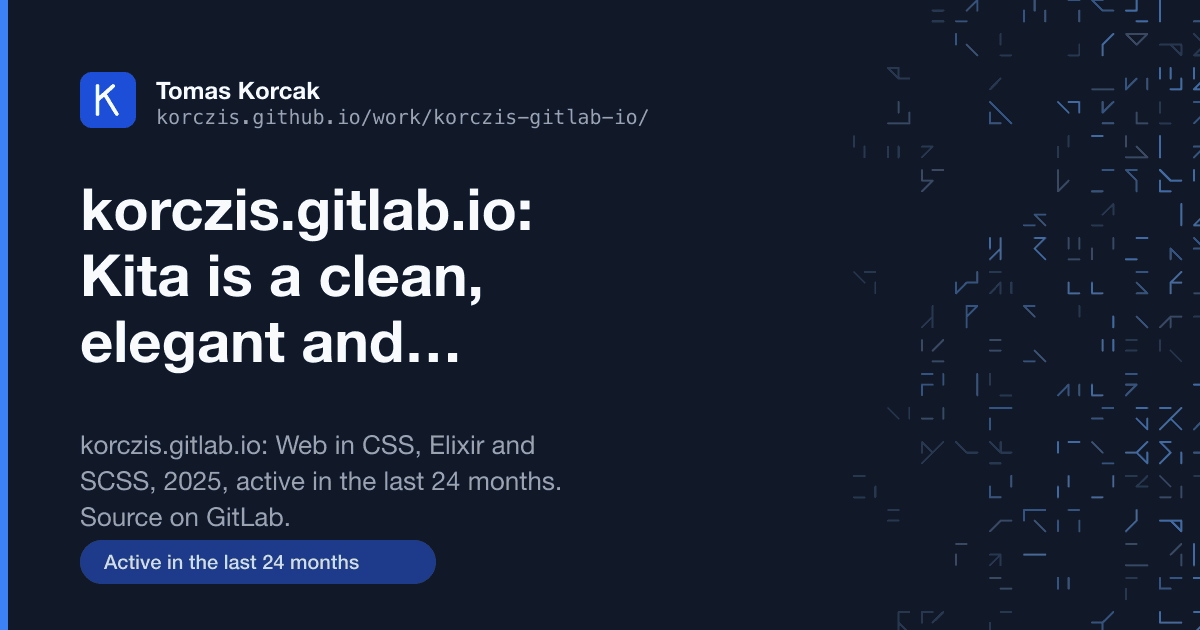 K
Tomas Korcak
korczis.github.io/work/korczis-gitlab-io/
korczis.gitlab.io:
Kita is a clean,
elegant and…
korczis.gitlab.io: Web in CSS, Elixir and
SCSS, 2025, active in the last 24 months.
Source on GitLab.
Active in the last 24 months